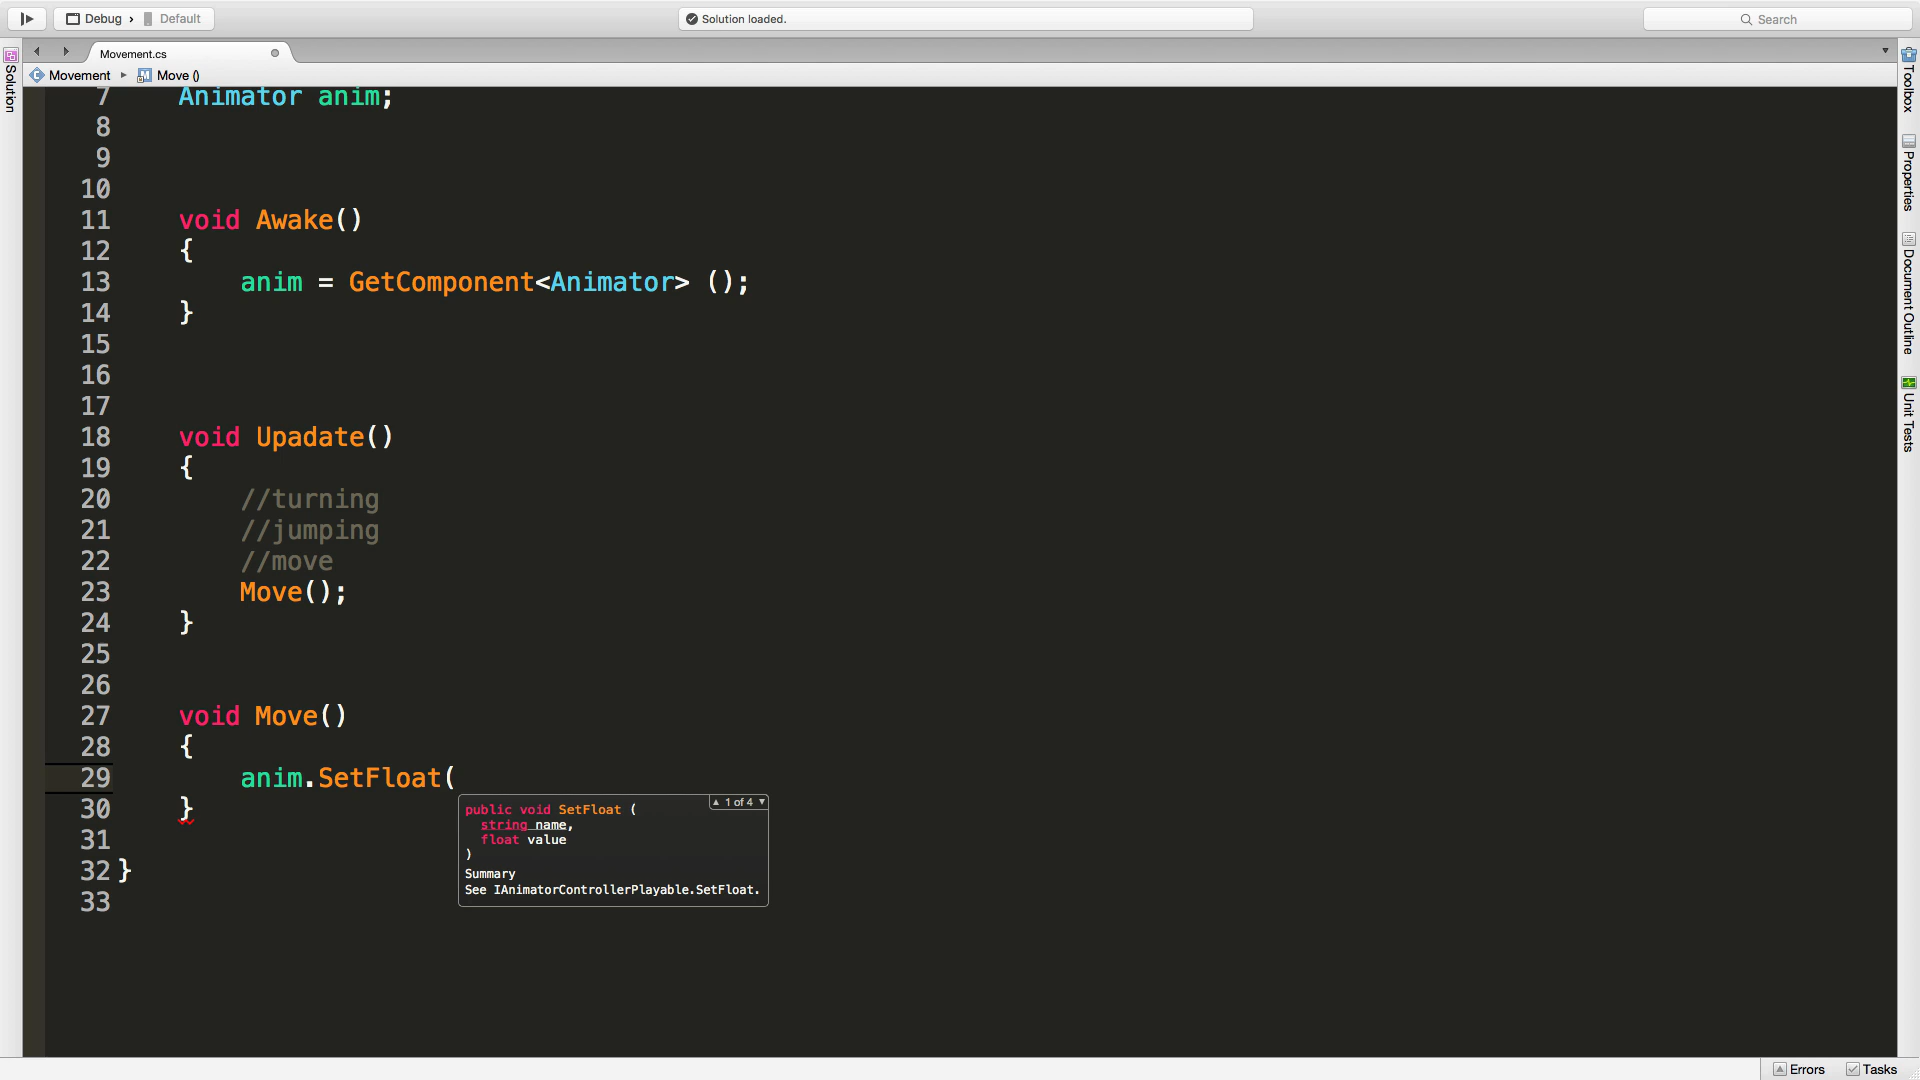 Debug › Default
Solution loaded.
Search
Movement.cs
Movement ▸ Move ()
Solution
Toolbox
Properties
Document Outline
Unit Tests
7 Animator anim;
8
9
10
11 void Awake()
12 {
13 anim = GetComponent<Animator> ();
14 }
15
16
17
18 void Upadate()
19 {
20 //turning
21 //jumping
22 //move
23 Move();
24 }
25
26
27 void Move()
28 {
29 anim.SetFloat(
30 }
31
32 }
33
▲ 1 of 4 ▼
public void SetFloat (
string name,
float value
)
Summary
See IAnimatorControllerPlayable.SetFloat.
Errors Tasks